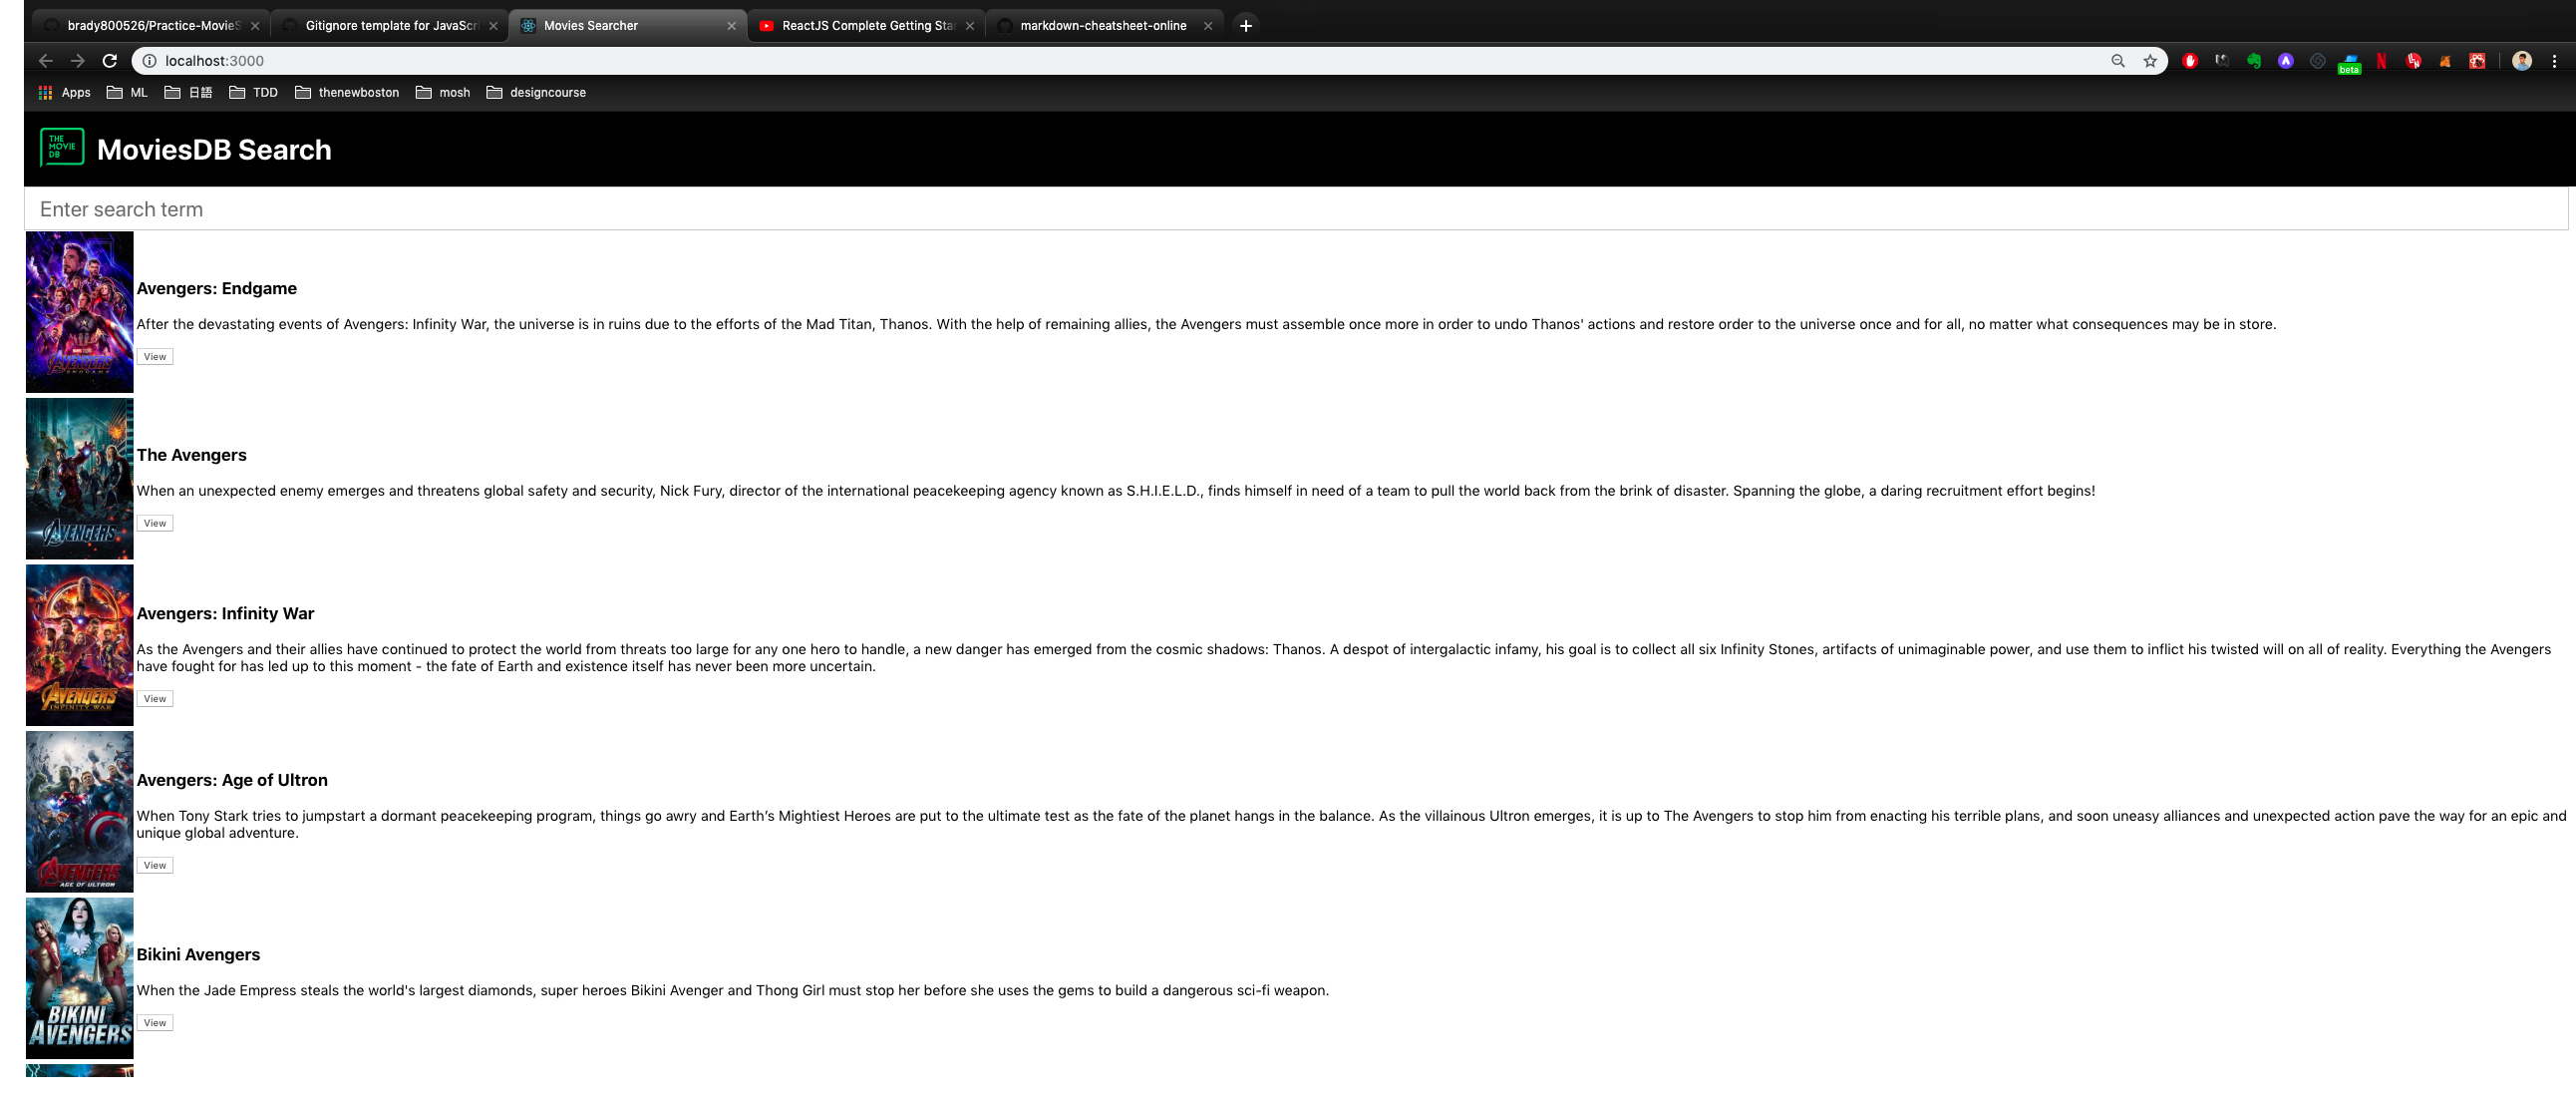 brady800526/Practice-MovieS
Gitignore template for JavaScri
Movies Searcher
ReactJS Complete Getting Sta
markdown-cheatsheet-online
localhost:3000
beta
Apps
ML
日語
TDD
thenewboston
mosh
designcourse
THE
MOVIE
DB
MoviesDB Search
Enter search term
AVENGERS
ENDGAME
Avengers: Endgame
After the devastating events of Avengers: Infinity War, the universe is in ruins due to the efforts of the Mad Titan, Thanos. With the help of remaining allies, the Avengers must assemble once more in order to undo Thanos' actions and restore order to the universe once and for all, no matter what consequences may be in store.
View
AVENGERS
The Avengers
When an unexpected enemy emerges and threatens global safety and security, Nick Fury, director of the international peacekeeping agency known as S.H.I.E.L.D., finds himself in need of a team to pull the world back from the brink of disaster. Spanning the globe, a daring recruitment effort begins!
View
AVENGERS
INFINITY WAR
Avengers: Infinity War
As the Avengers and their allies have continued to protect the world from threats too large for any one hero to handle, a new danger has emerged from the cosmic shadows: Thanos. A despot of intergalactic infamy, his goal is to collect all six Infinity Stones, artifacts of unimaginable power, and use them to inflict his twisted will on all of reality. Everything the Avengers
have fought for has led up to this moment - the fate of Earth and existence itself has never been more uncertain.
View
AVENGERS
AGE OF ULTRON
Avengers: Age of Ultron
When Tony Stark tries to jumpstart a dormant peacekeeping program, things go awry and Earth’s Mightiest Heroes are put to the ultimate test as the fate of the planet hangs in the balance. As the villainous Ultron emerges, it is up to The Avengers to stop him from enacting his terrible plans, and soon uneasy alliances and unexpected action pave the way for an epic and
unique global adventure.
View
BIKINI
AVENGERS
Bikini Avengers
When the Jade Empress steals the world's largest diamonds, super heroes Bikini Avenger and Thong Girl must stop her before she uses the gems to build a dangerous sci-fi weapon.
View